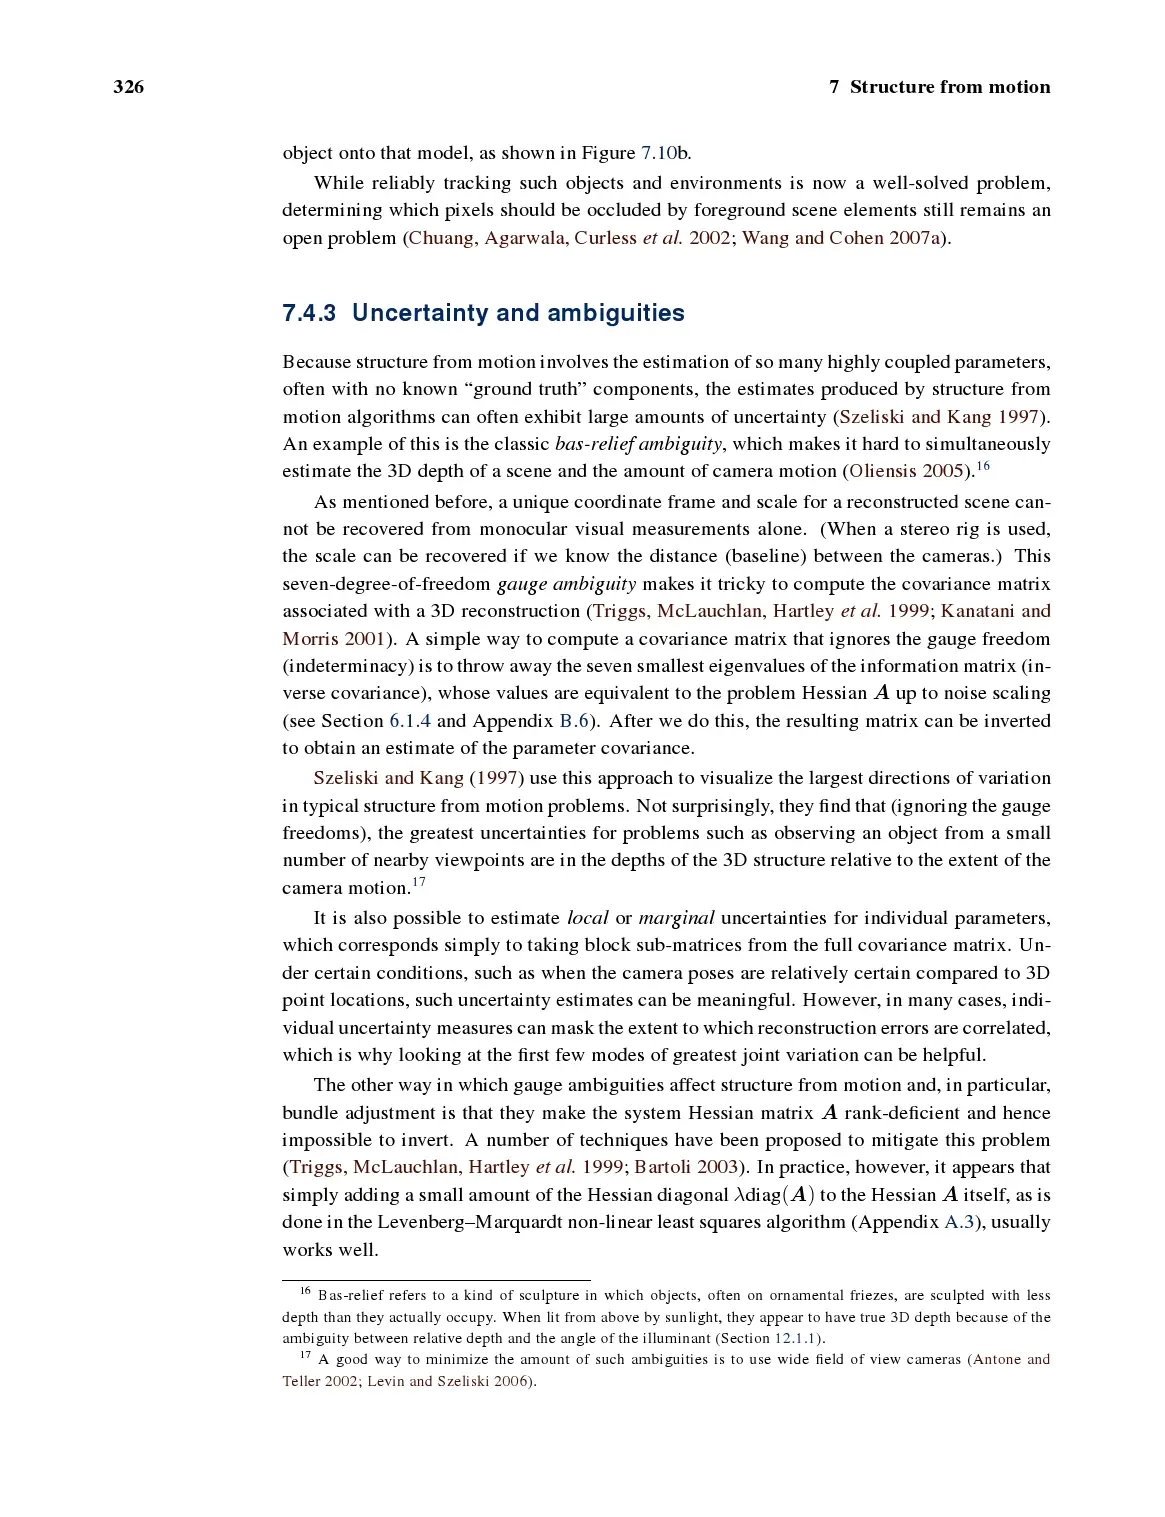 326
7 Structure from motion
object onto that model, as shown in Figure 7.10b.
While reliably tracking such objects and environments is now a well-solved problem,
determining which pixels should be occluded by foreground scene elements still remains an
open problem (Chuang, Agarwala, Curless et al. 2002; Wang and Cohen 2007a).
7.4.3 Uncertainty and ambiguities
Because structure from motion involves the estimation of so many highly coupled parameters,
often with no known “ground truth” components, the estimates produced by structure from
motion algorithms can often exhibit large amounts of uncertainty (Szeliski and Kang 1997).
An example of this is the classic bas-relief ambiguity, which makes it hard to simultaneously
estimate the 3D depth of a scene and the amount of camera motion (Oliensis 2005).16
As mentioned before, a unique coordinate frame and scale for a reconstructed scene can-
not be recovered from monocular visual measurements alone. (When a stereo rig is used,
the scale can be recovered if we know the distance (baseline) between the cameras.) This
seven-degree-of-freedom gauge ambiguity makes it tricky to compute the covariance matrix
associated with a 3D reconstruction (Triggs, McLauchlan, Hartley et al. 1999; Kanatani and
Morris 2001). A simple way to compute a covariance matrix that ignores the gauge freedom
(indeterminacy) is to throw away the seven smallest eigenvalues of the information matrix (in-
verse covariance), whose values are equivalent to the problem Hessian A up to noise scaling
(see Section 6.1.4 and Appendix B.6). After we do this, the resulting matrix can be inverted
to obtain an estimate of the parameter covariance.
Szeliski and Kang (1997) use this approach to visualize the largest directions of variation
in typical structure from motion problems. Not surprisingly, they find that (ignoring the gauge
freedoms), the greatest uncertainties for problems such as observing an object from a small
number of nearby viewpoints are in the depths of the 3D structure relative to the extent of the
camera motion.17
It is also possible to estimate local or marginal uncertainties for individual parameters,
which corresponds simply to taking block sub-matrices from the full covariance matrix. Un-
der certain conditions, such as when the camera poses are relatively certain compared to 3D
point locations, such uncertainty estimates can be meaningful. However, in many cases, indi-
vidual uncertainty measures can mask the extent to which reconstruction errors are correlated,
which is why looking at the first few modes of greatest joint variation can be helpful.
The other way in which gauge ambiguities affect structure from motion and, in particular,
bundle adjustment is that they make the system Hessian matrix A rank-deficient and hence
impossible to invert. A number of techniques have been proposed to mitigate this problem
(Triggs, McLauchlan, Hartley et al. 1999; Bartoli 2003). In practice, however, it appears that
simply adding a small amount of the Hessian diagonal λdiag(A) to the Hessian A itself, as is
done in the Levenberg–Marquardt non-linear least squares algorithm (Appendix A.3), usually
works well.
16 Bas-relief refers to a kind of sculpture in which objects, often on ornamental friezes, are sculpted with less
depth than they actually occupy. When lit from above by sunlight, they appear to have true 3D depth because of the
ambiguity between relative depth and the angle of the illuminant (Section 12.1.1).
17 A good way to minimize the amount of such ambiguities is to use wide field of view cameras (Antone and
Teller 2002; Levin and Szeliski 2006).